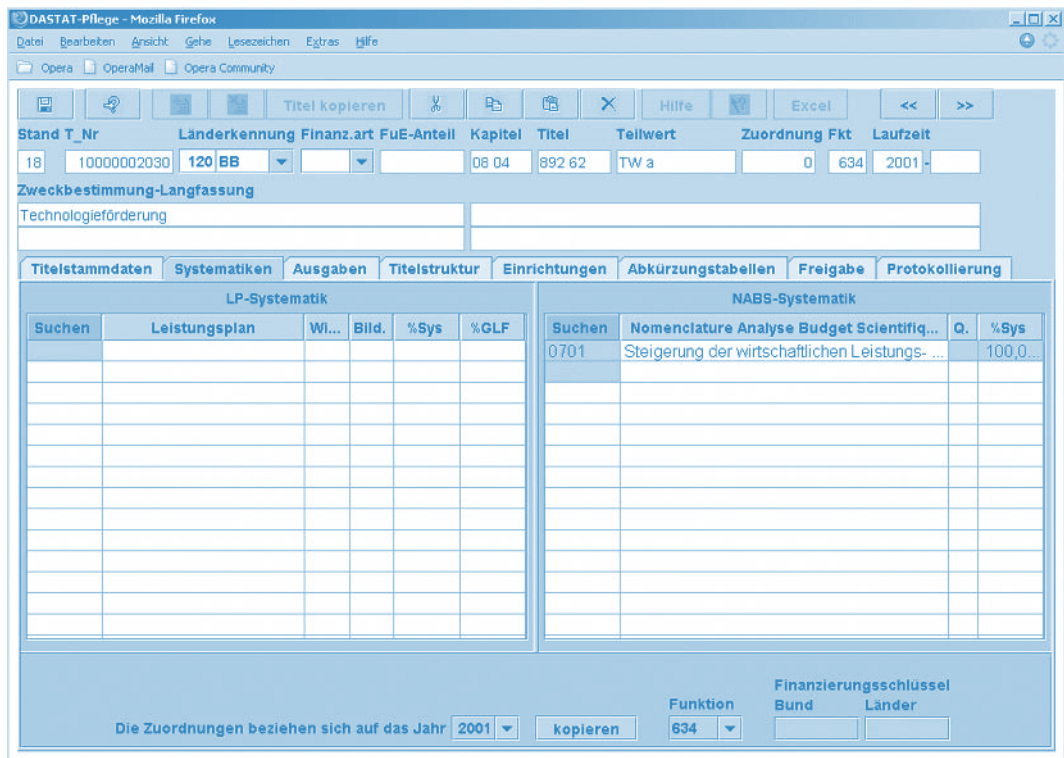 DASTAT-Pflege - Mozilla Firefox
Datei Bearbeiten Ansicht Gehe Lesezeichen Extras Hilfe
Opera OperaMail Opera Community
Titel kopieren Hilfe Excel << >>
Stand T_Nr Länderkennung Finanz.art FuE-Anteil Kapitel Titel Teilwert Zuordnung Fkt Laufzeit
18 10000002030 120 BB 08 04 892 62 TW a 0 634 2001 -
Zweckbestimmung-Langfassung
Technologieförderung
Titelstammdaten Systematiken Ausgaben Titelstruktur Einrichtungen Abkürzungstabellen Freigabe Protokollierung
LP-Systematik NABS-Systematik
Suchen Leistungsplan Wi... Bild. %Sys %GLF Suchen Nomenclature Analyse Budget Scientifiq... Q. %Sys
0701 Steigerung der wirtschaftlichen Leistungs- ... 100,0...
Finanzierungsschlüssel
Funktion Bund Länder
Die Zuordnungen beziehen sich auf das Jahr 2001 kopieren 634